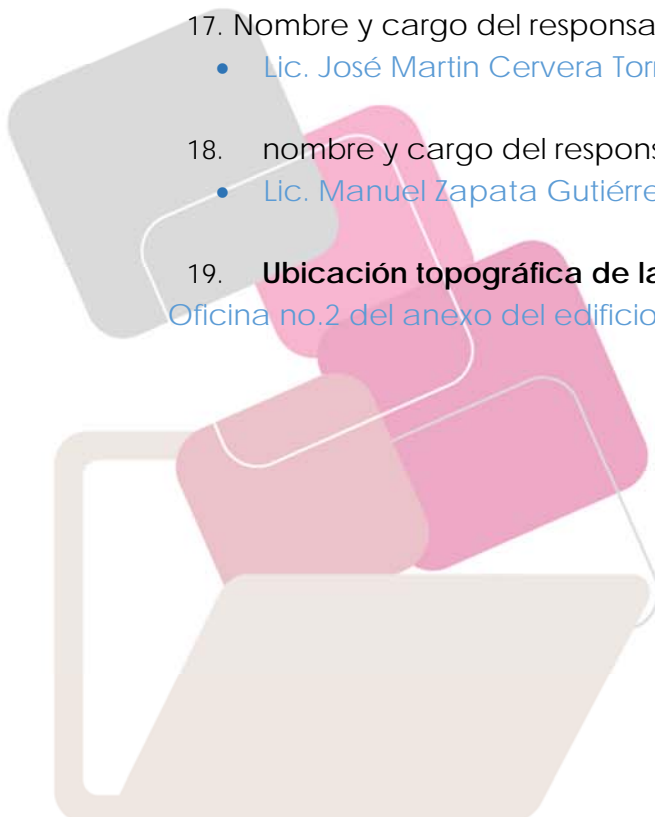 17. Nombre y cargo del responsa
• Lic. José Martin Cervera Tor
18. nombre y cargo del respons
• Lic. Manuel Zapata Gutiérre
19. Ubicación topográfica de la
Oficina no.2 del anexo del edificio